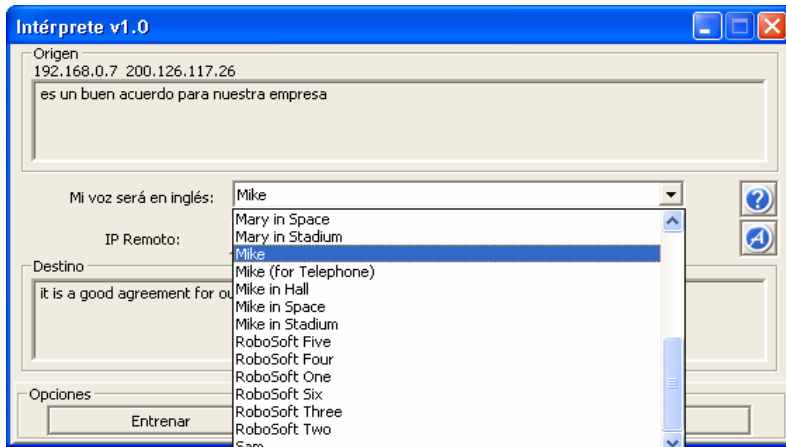 Intérprete v1.0
Origen
192.168.0.7 200.126.117.26
es un buen acuerdo para nuestra empresa
Mi voz será en inglés: Mike
Mary in Space
IP Remoto: Mary in Stadium
Mike
Destino
Mike (for Telephone)
it is a good agreement for
Mike in Hall
Mike in Space
Mike in Stadium
RoboSoft Five
RoboSoft Four
RoboSoft One
Opciones
RoboSoft Six
RoboSoft Three
Entrenar
RoboSoft Two
Sam